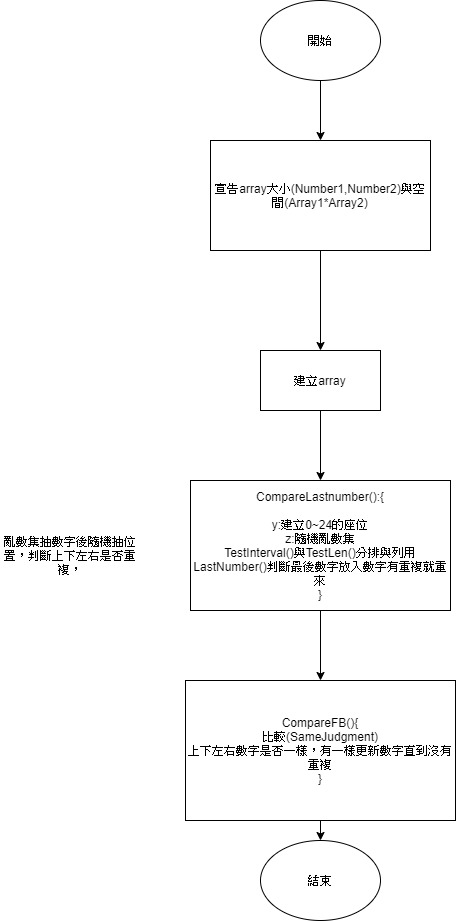 開始
宣告array大小(Number1,Number2)與空
間(Array1*Array2)
建立array
CompareLastnumber():{
y:建立0~24的座位
z:隨機亂數集
TestInterval()與TestLen()分排與列用
LastNumber()判斷最後數字放入數字有重複就重
來
}
亂數集抽數字後隨機抽位
置，判斷上下左右是否重
複，
CompareFB(){
比較(SameJudgment)
上下左右數字是否一樣，有一樣更新數字直到沒有
重複
}
結束